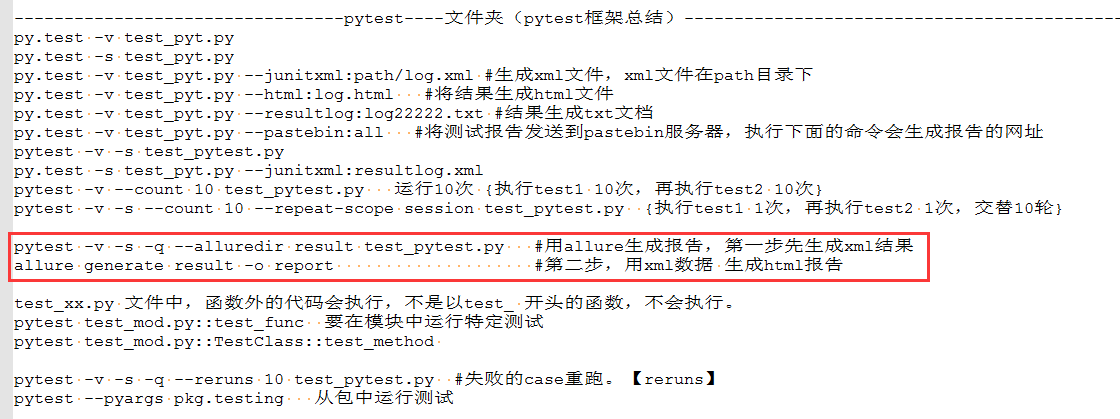 -------------------------------pytest----文件夹（pytest框架总结）-----------------------------------------
py.test -v test_pyt.py
py.test -s test_pyt.py
py.test -v test_pyt.py --junitxml:path/log.xml #生成xml文件，xml文件在path目录下
py.test -v test_pyt.py --html:log.html   #将结果生成html文件
py.test -v test_pyt.py --resultlog:log22222.txt #结果生成txt文档
py.test -v test_pyt.py --pastebin:all   #将测试报告发送到pastebin服务器，执行下面的命令会生成报告的网址
pytest -v -s test_pytest.py
py.test -s test_pyt.py --junitxml:resultlog.xml
pytest -v --count 10 test_pytest.py   运行10次 {执行test1 10次，再执行test2 10次}
pytest -v -s --count 10 --repeat-scope session test_pytest.py  {执行test1 1次，再执行test2 1次，交替10轮}
pytest -v -s -q --alluredir result test_pytest.py   #用allure生成报告，第一步先生成xml结果
allure generate result -o report                    #第二步，用xml数据 生成html报告
test_xx.py 文件中，函数外的代码会执行，不是以test_ 开头的函数，不会执行。
pytest test_mod.py::test_func  要在模块中运行特定测试
pytest test_mod.py::TestClass::test_method
pytest -v -s -q --reruns 10 test_pytest.py  #失败的case重跑。【reruns】
pytest --pyargs pkg.testing   从包中运行测试